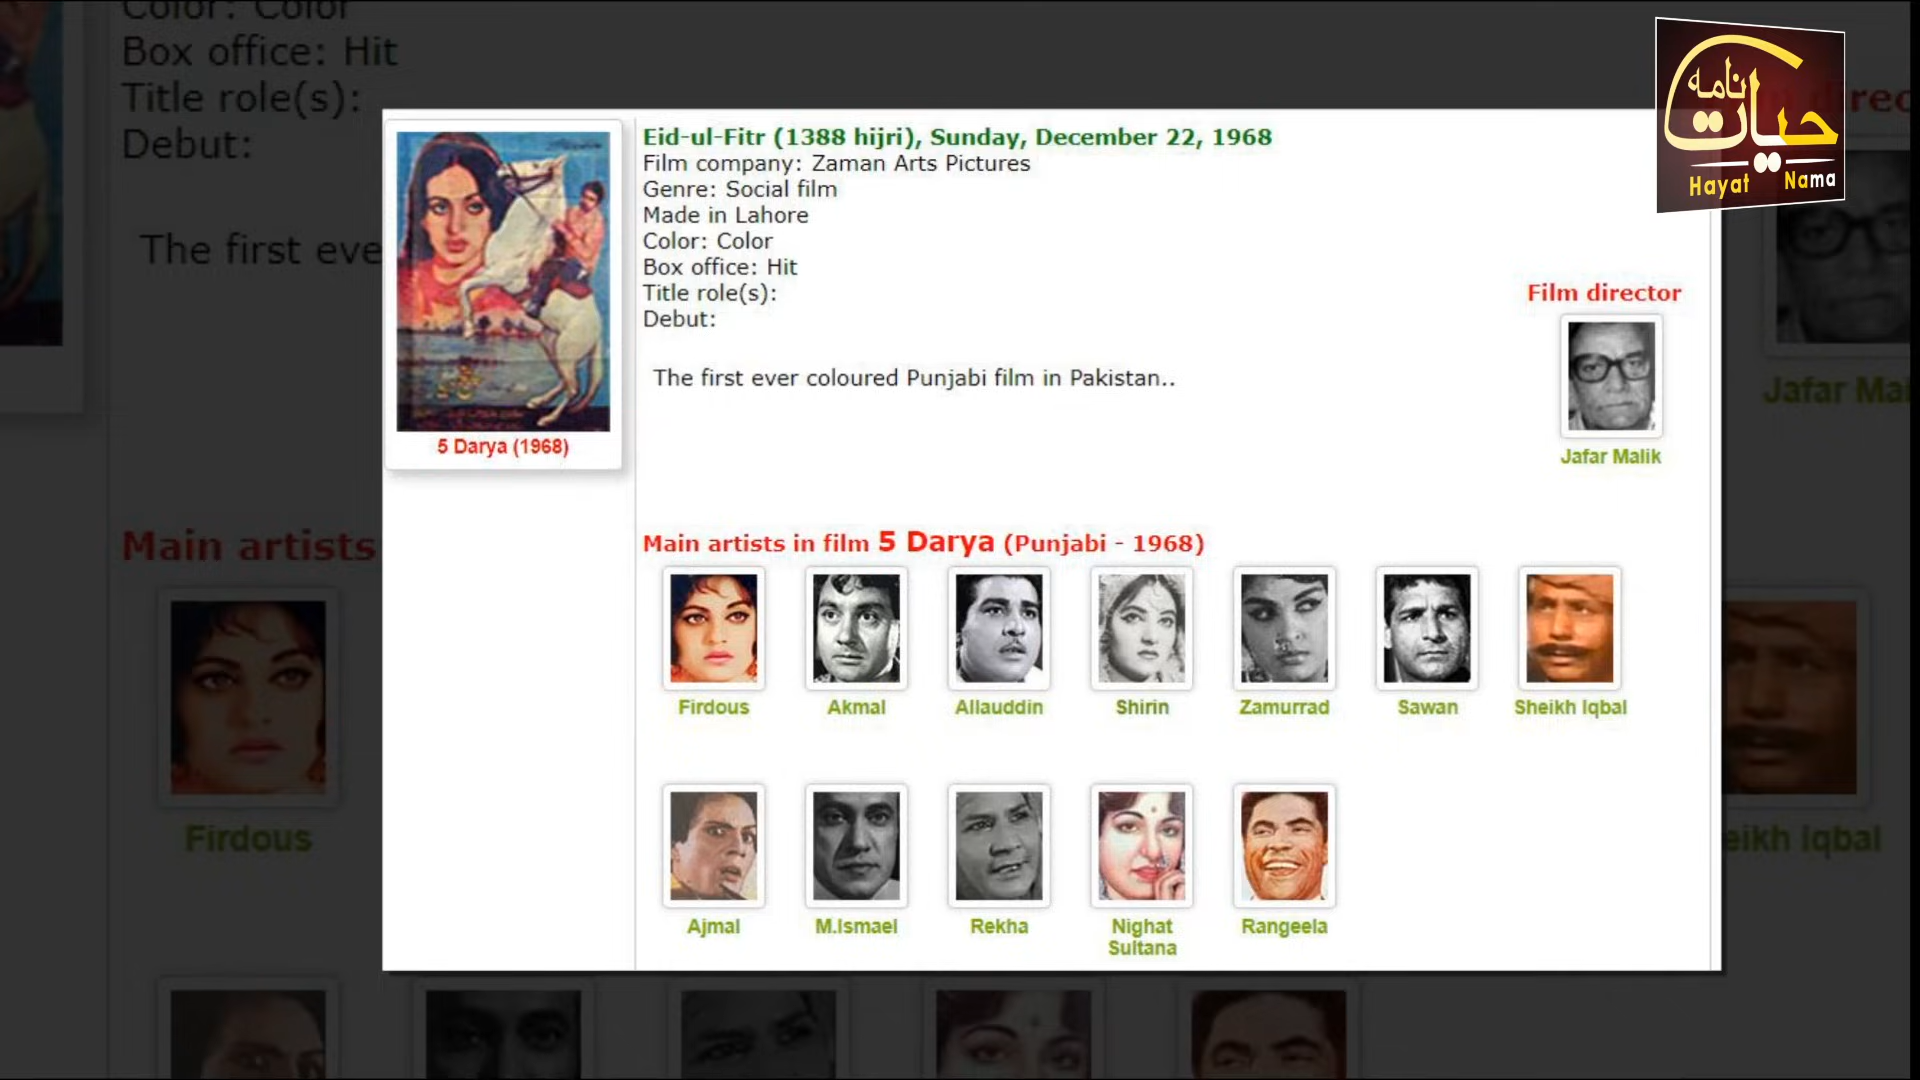 Color: Color
Box office: Hit
Title role(s):
Debut:
The first eve
Main artists
Firdous
Jafar Mal
eikh Iqbal
نامہ
حیات
Hayat Nama
Eid-ul-Fitr (1388 hijri), Sunday, December 22, 1968
Film company: Zaman Arts Pictures
Genre: Social film
Made in Lahore
Color: Color
Box office: Hit
Title role(s):
Debut:
The first ever coloured Punjabi film in Pakistan..
5 Darya (1968)
Film director
Jafar Malik
Main artists in film 5 Darya (Punjabi - 1968)
Firdous Akmal Allauddin Shirin Zamurrad Sawan Sheikh Iqbal
Ajmal M.Ismael Rekha Nighat Sultana Rangeela